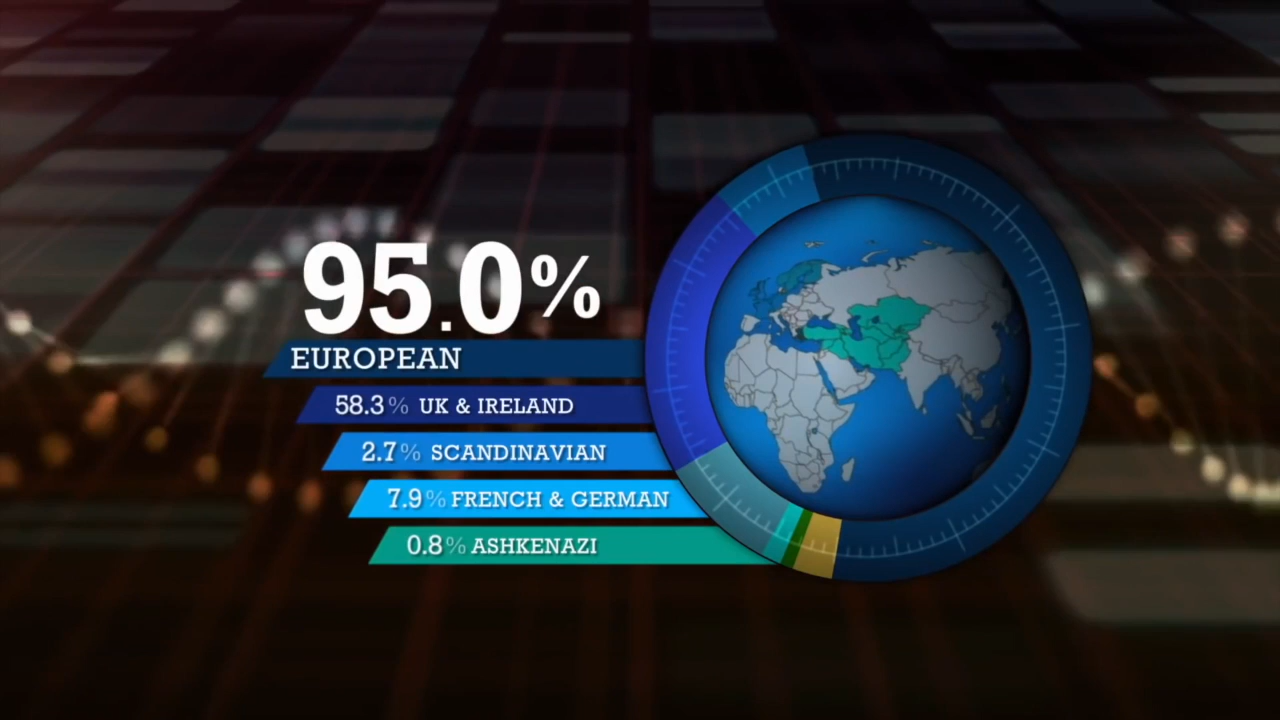 95.0%
EUROPEAN
58.3% UK & IRELAND
2.7% SCANDINAVIAN
7.9% FRENCH & GERMAN
0.8% ASHKENAZI